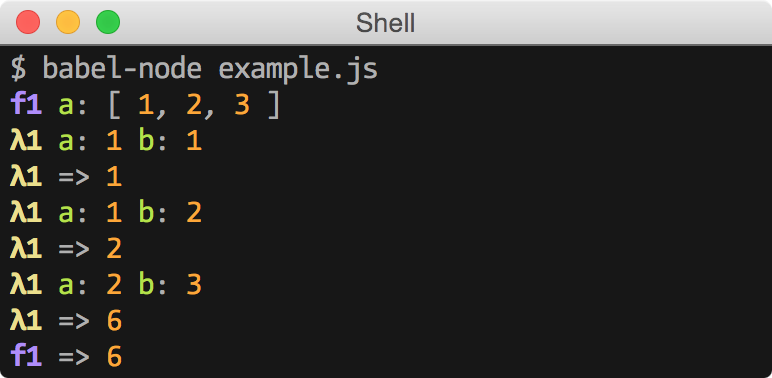 Shell
$ babel-node example.js
f1 a: [ 1, 2, 3 ]
λ1 a: 1 b: 1
λ1 => 1
λ1 a: 1 b: 2
λ1 => 2
λ1 a: 2 b: 3
λ1 => 6
f1 => 6